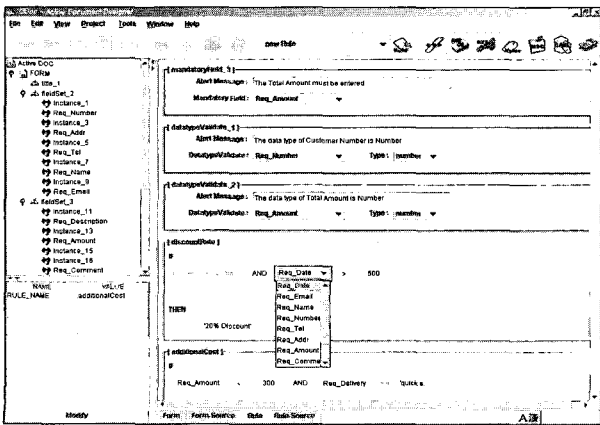 File Edit View Project Tools Window Help
new Rule
Active DOC
FORM
title_1
fieldSet_2
Instance_1
Req_Number
Instance_3
Req_Addr
Instance_5
Req_Tel
Instance_7
Req_Name
Instance_9
Req_Email
fieldSet_3
Instance_11
Req_Description
Instance_13
Req_Amount
Instance_15
Instance_16
Req_Comment
NAME VALUE
RULE_NAME additionalCost
Modify
[ mandatoryField_3 ]
Alert Message : The Total Amount must be entered
Mandatory Field : Req_Amount
[ datatypeValidate_1 ]
Alert Message : The data type of Customer Number is Number
DatatypeValidate : Req_Number Type : number
[ datatypeValidate_2 ]
Alert Message : The data type of Total Amount is Number
DatatypeValidate : Req_Amount Type : number
[ discountRate ]
IF
AND Req_Date > 500
Req_Date
Req_Email
Req_Name
Req_Number
Req_Tel
Req_Addr
Req_Amount
Req_Comme
THEN
'20% Discount'
[ additionalCost ]
IF
Req_Amount < 300 AND Req_Delivery 'quick s
Form Form Source Rule Rule Source
A 漢